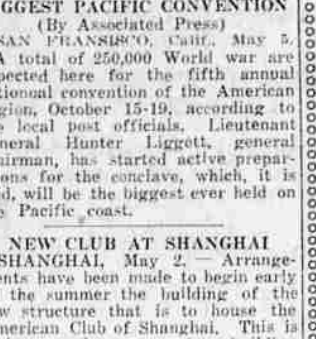 GGEST PACIFIC CONVENTION
(By Associated Press)
SAN FRANSISCO, Calif., May 5.
A total of 250,000 World war are
pected here for the fifth annual
tional convention of the American
gion, October 15-19, according to
e local post officials. Lieutenant
neral Hunter Liggett, general
airman, has started active prepar-
ions for the conclave, which, it is
id, will be the biggest ever held on
e Pacific coast.
NEW CLUB AT SHANGHAI
SHANGHAI, May 2. — Arrange-
ents have been made to begin early
the summer the building of the
w structure that is to house the
merican Club of Shanghai. This is